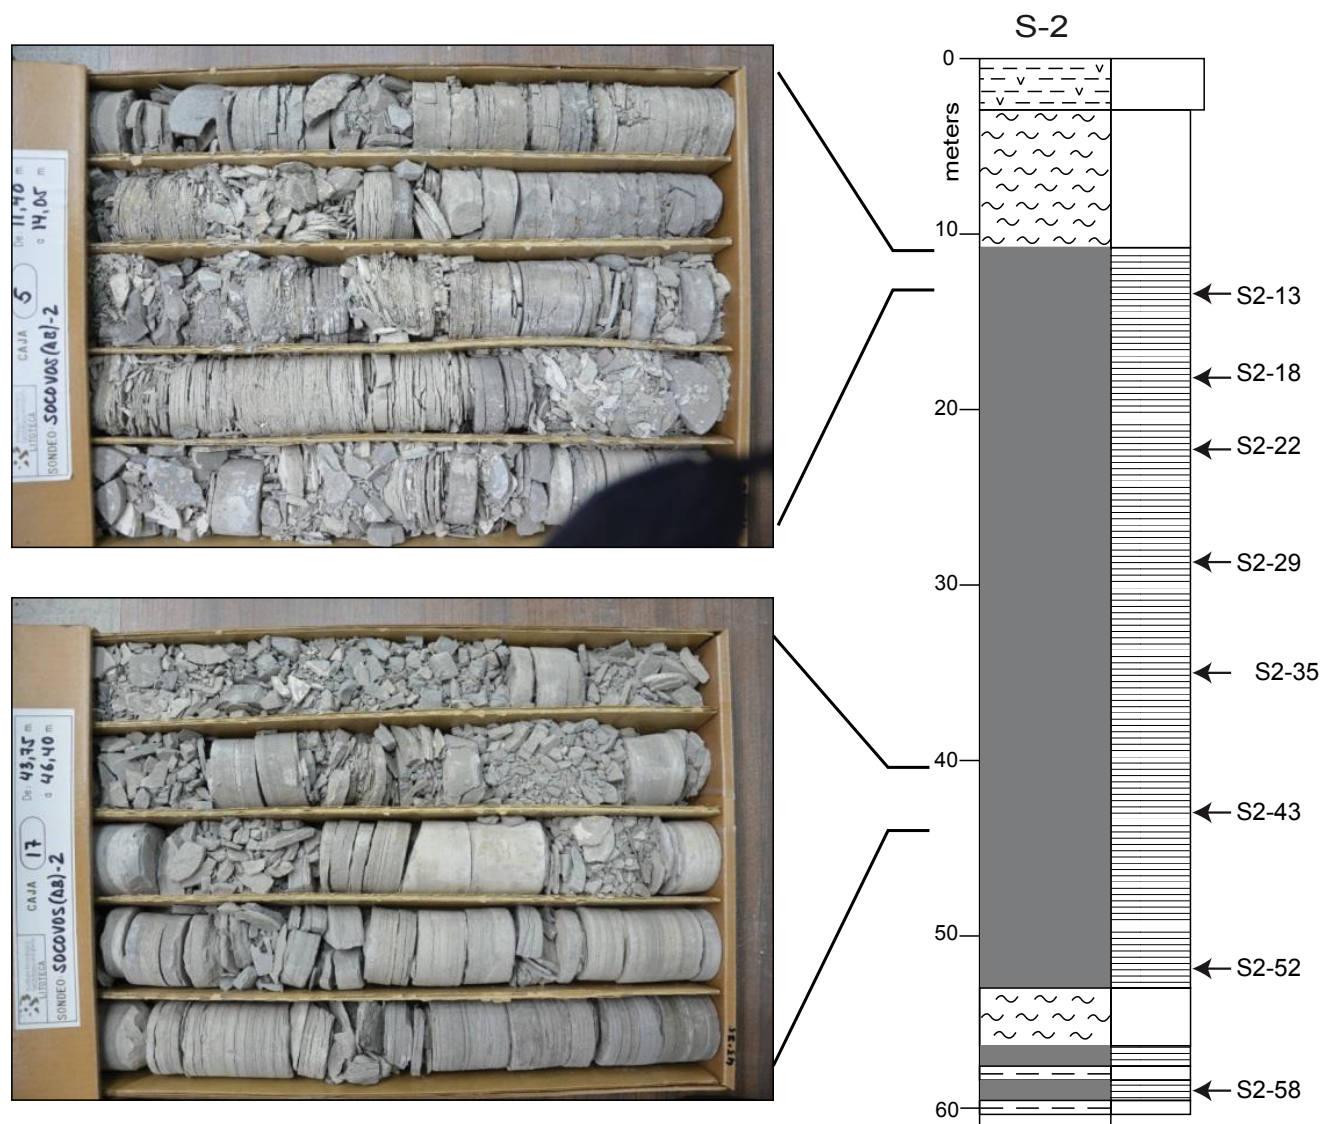 S-2
0
meters
10
20
30
40
50
60
S2-13
S2-18
S2-22
S2-29
S2-35
S2-43
S2-52
S2-58
De: 11,40 m
a 14,05 m
CAJA 5
LITOTECA
SONDEO SOCOVOS(AB)-2
De: 43,75 m
a 46,40 m
CAJA 17
LITOTECA
SONDEO SOCOVOS(AB)-2